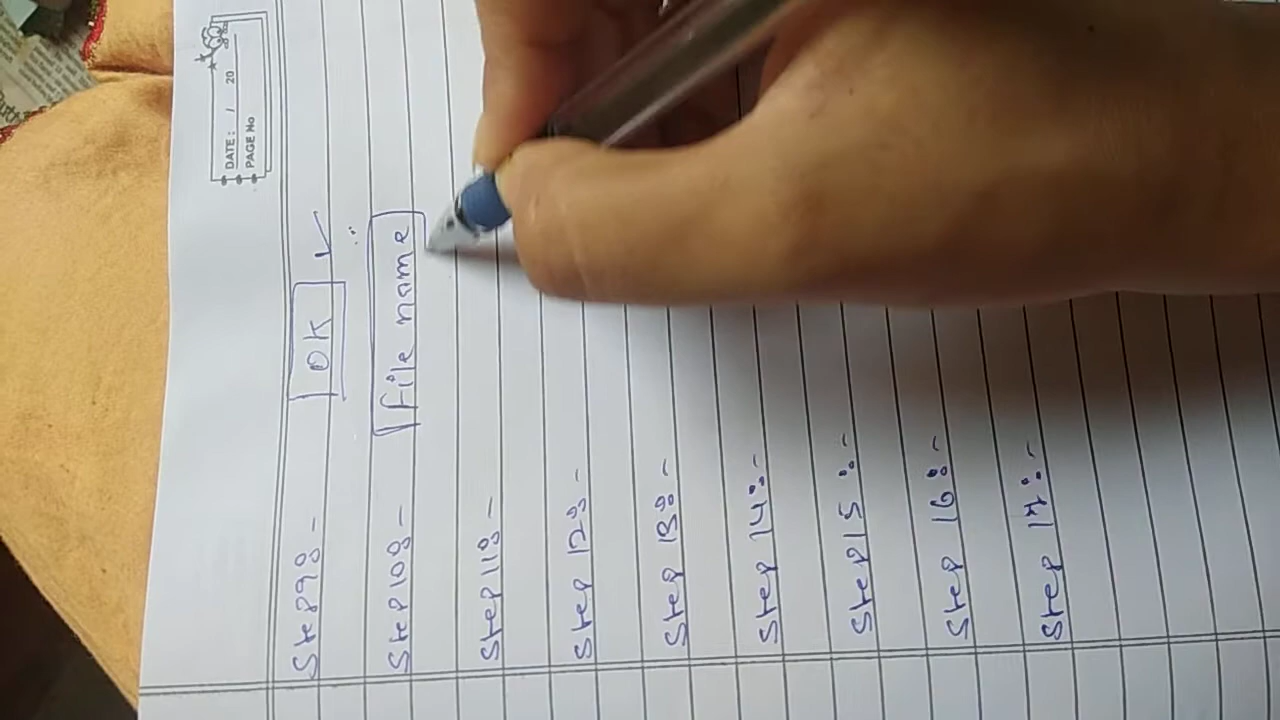 DATE: / 20
PAGE No
Step 9:- OK ✓
Step 10:- file name
Step 11:-
Step 12:-
Step 13:-
Step 14:-
Step 15:-
Step 16:-
Step 17:-